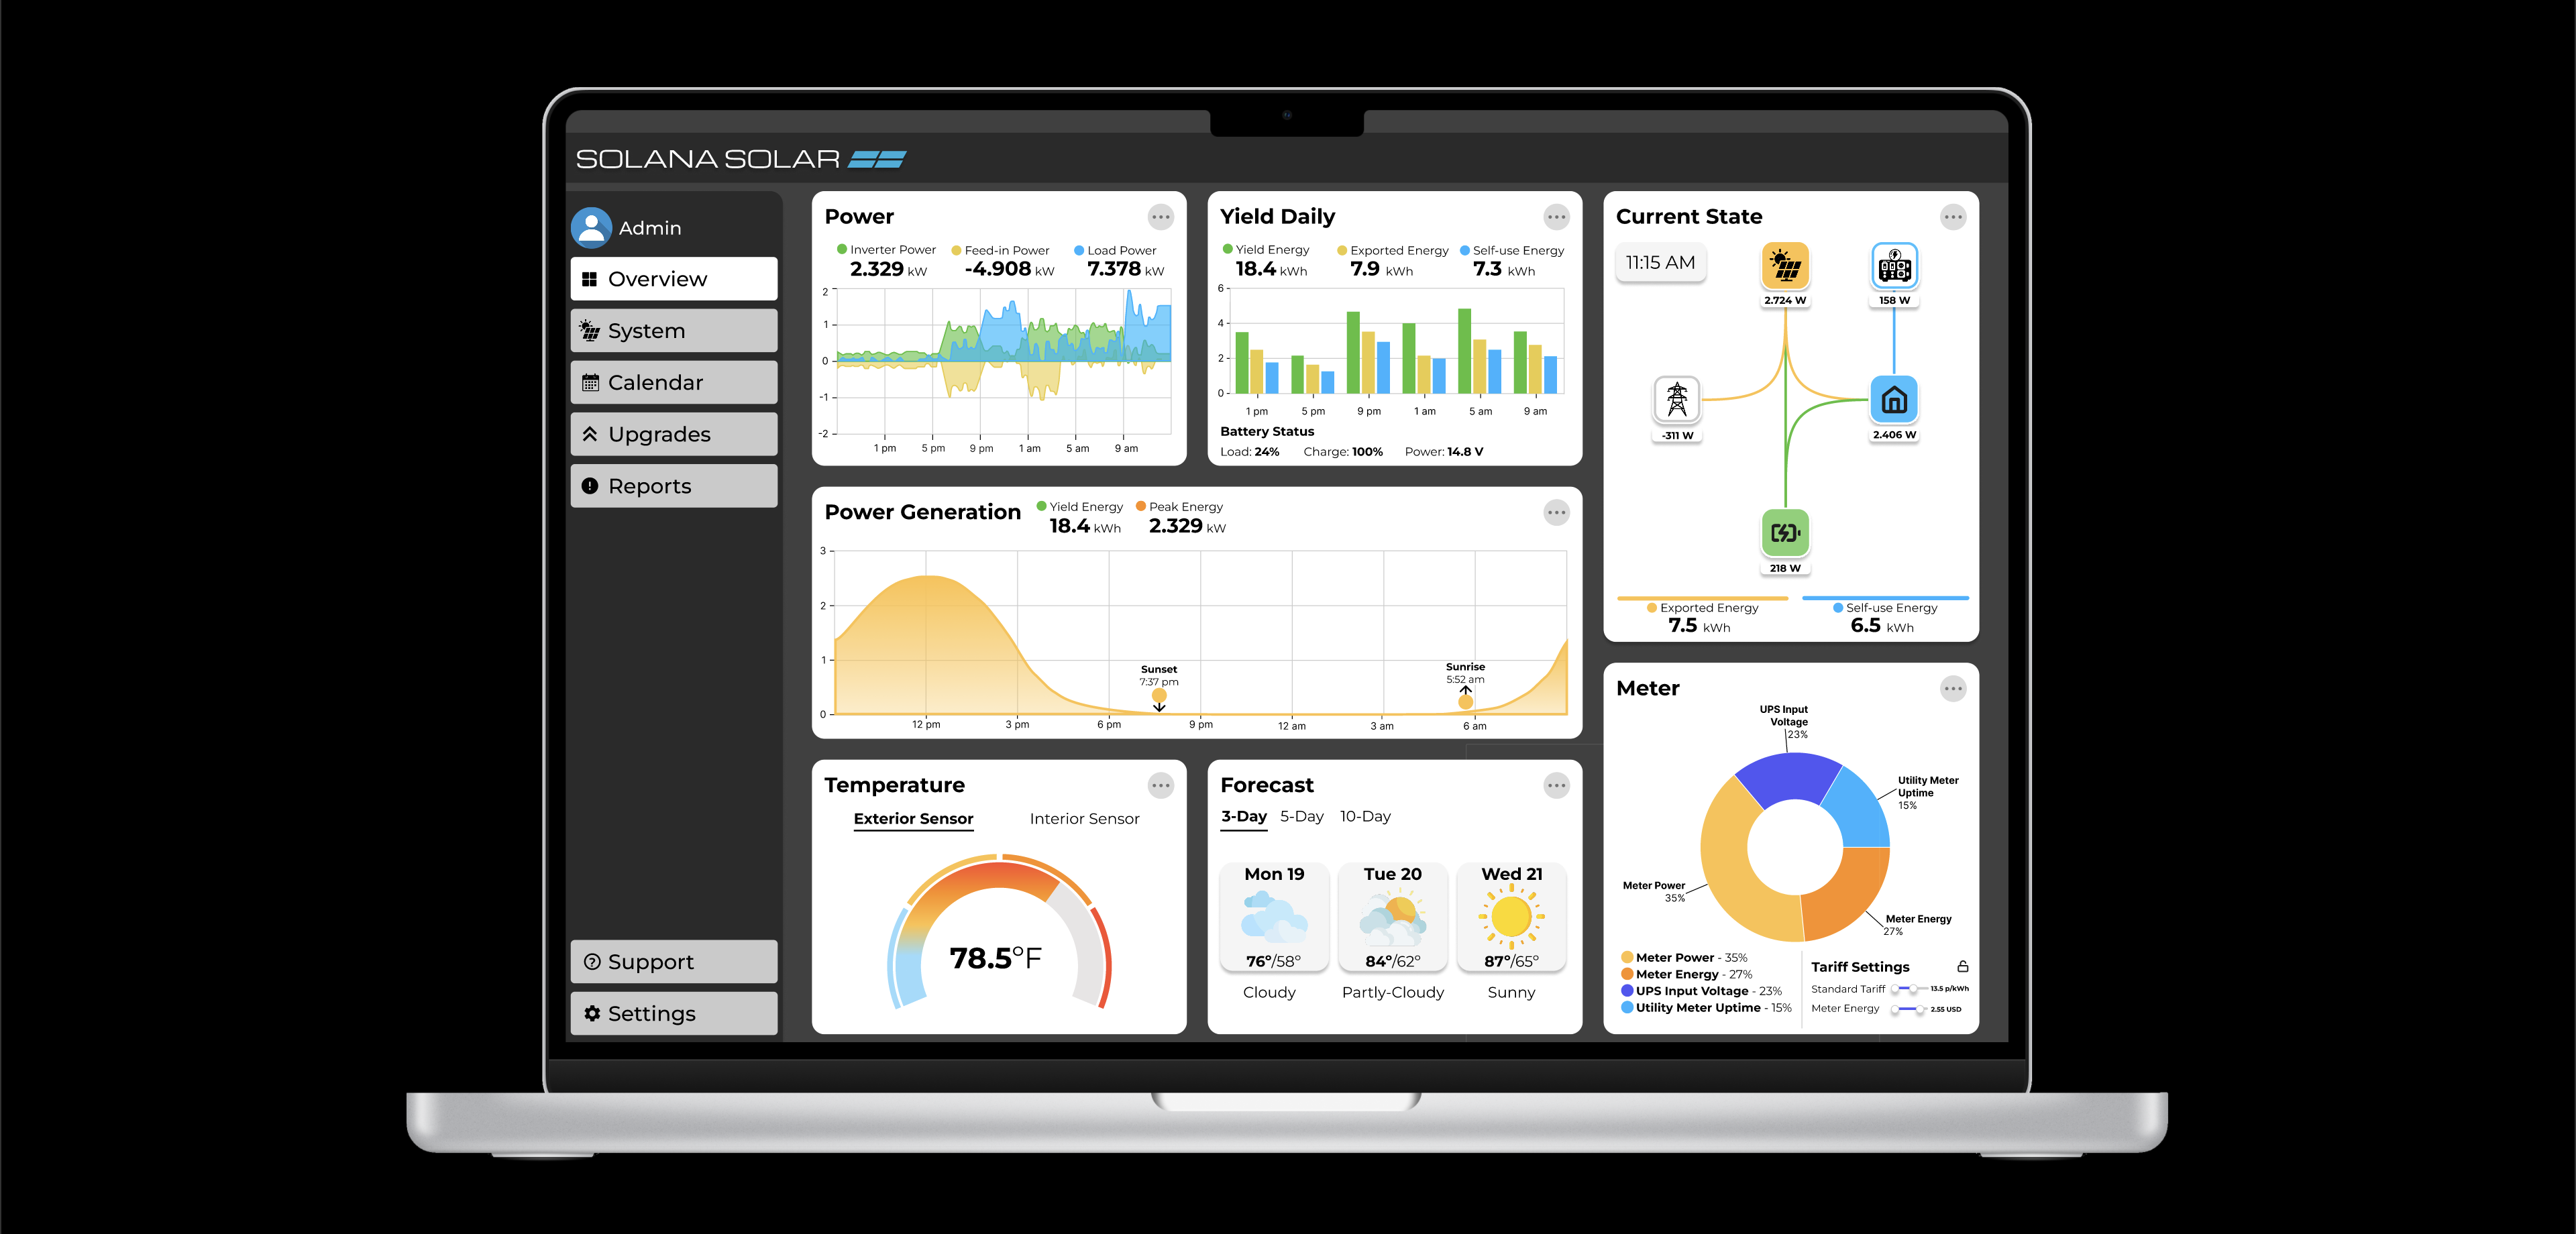 SOLANA SOLAR
Admin
Overview
System
Calendar
Upgrades
Reports
Support
Settings
Power
Inverter Power
2.329 kW
Feed-in Power
-4.908 kW
Load Power
7.378 kW
2
1
0
-1
-2
1 pm 5 pm 9 pm 1 am 5 am 9 am
Yield Daily
Yield Energy
18.4 kWh
Exported Energy
7.9 kWh
Self-use Energy
7.3 kWh
6
4
2
0
1 pm 5 pm 9 pm 1 am 5 am 9 am
Battery Status
Load: 24% Charge: 100% Power: 14.8 V
Current State
11:15 AM
2.724 W
158 W
-311 W
2.406 W
218 W
Exported Energy
7.5 kWh
Self-use Energy
6.5 kWh
Power Generation
Yield Energy
18.4 kWh
Peak Energy
2.329 kW
3
2
1
0
Sunset
7:37 pm
Sunrise
5:52 am
12 pm 3 pm 6 pm 9 pm 12 am 3 am 6 am
Temperature
Exterior Sensor
Interior Sensor
78.5°F
Forecast
3-Day 5-Day 10-Day
Mon 19
76°/58°
Cloudy
Tue 20
84°/62°
Partly-Cloudy
Wed 21
87°/65°
Sunny
Meter
UPS Input
Voltage
23%
Utility Meter
Uptime
15%
Meter Power
35%
Meter Energy
27%
Meter Power - 35%
Meter Energy - 27%
UPS Input Voltage - 23%
Utility Meter Uptime - 15%
Tariff Settings
Standard Tariff 13.5 p/kWh
Meter Energy 2.55 USD